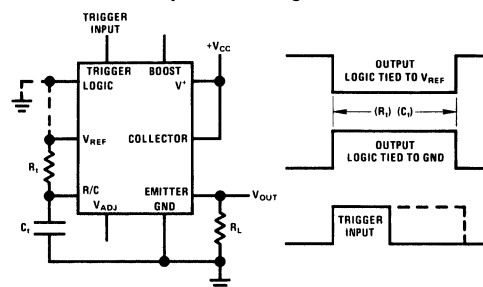 TRIGGER
INPUT
+VCC
TRIGGER
LOGIC
BOOST
V+
VREF
COLLECTOR
Rt
R/C
EMITTER
VOUT
VADJ
GND
Ct
RL
OUTPUT
LOGIC TIED TO VREF
(Rt) (Ct)
OUTPUT
LOGIC TIED TO GND
TRIGGER
INPUT